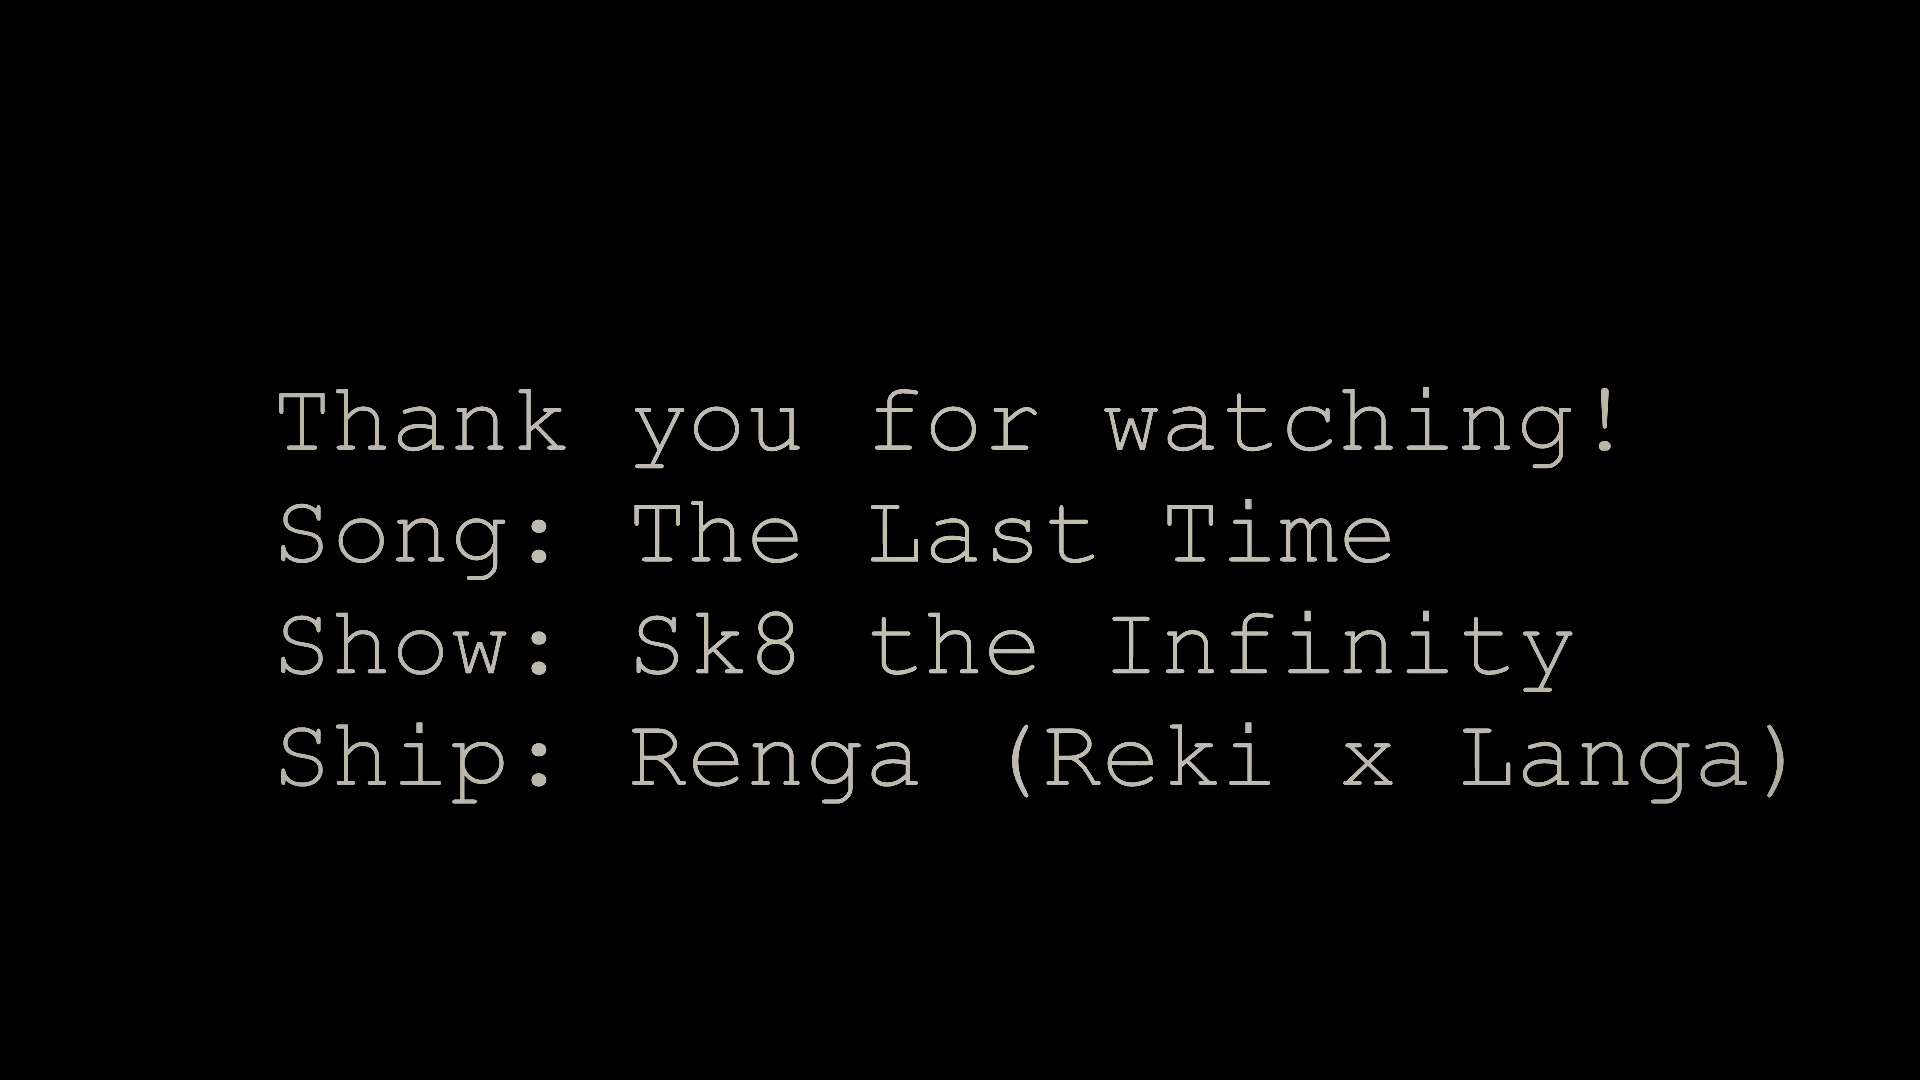 Thank you for watching!
Song: The Last Time
Show: Sk8 the Infinity
Ship: Renga (Reki x Langa)